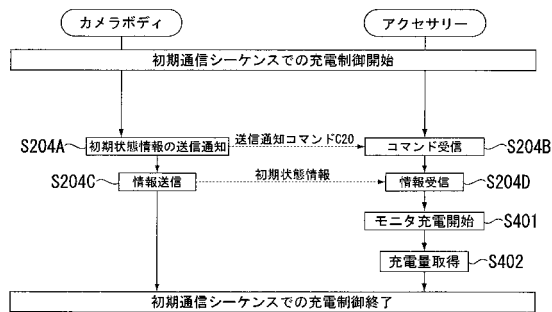 カメラボディ
アクセサリー
初期通信シーケンスでの充電制御開始
S204A
初期状態情報の送信通知
送信通知コマンドC20
コマンド受信
S204B
S204C
情報送信
初期状態情報
情報受信
S204D
モニタ充電開始
S401
充電量取得
S402
初期通信シーケンスでの充電制御終了